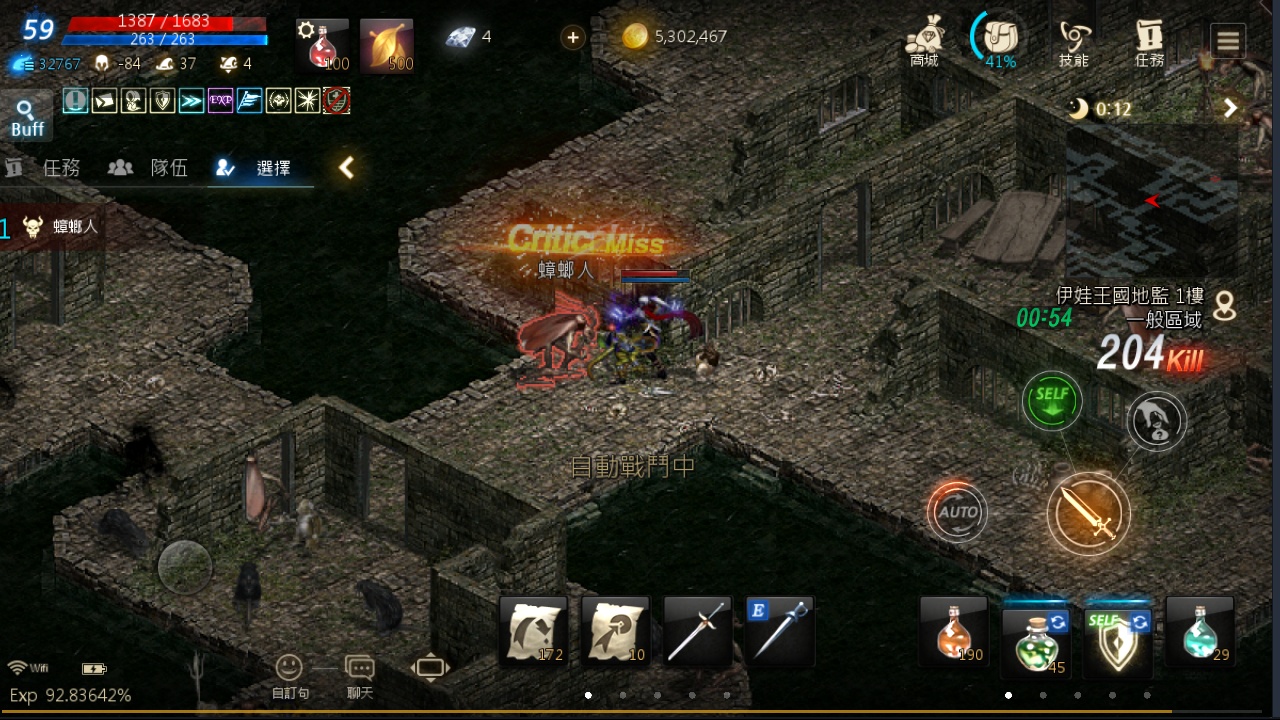 59
1387 / 1683
263 / 263
100
500
4
5,302,467
商城
41%
技能
任務
32767
-84
37
4
Buff
EXP
0:12
任務
隊伍
選擇
1
蟑螂人
Critical
Miss
蟑螂人
伊娃王國地監 1樓
00:54
一般區域
204 Kill
SELF
自動戰鬥中
AUTO
172
10
E
190
45
SELF
29
Wifi
自訂句
聊天
Exp 92.83642%